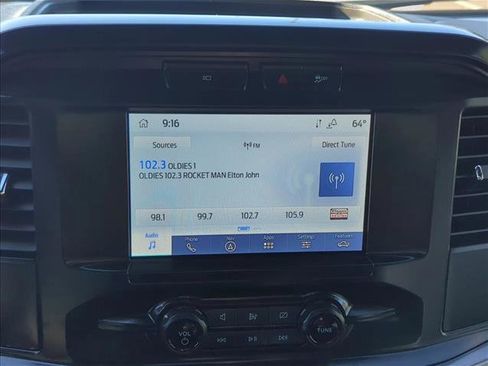 9:16 64°
Sources FM Direct Tune
102.3 OLDIES 1
OLDIES 102.3 ROCKET MAN Elton John
98.1 99.7 102.7 105.9
Audio Phone Nav Apps Settings Features
VOL TUNE